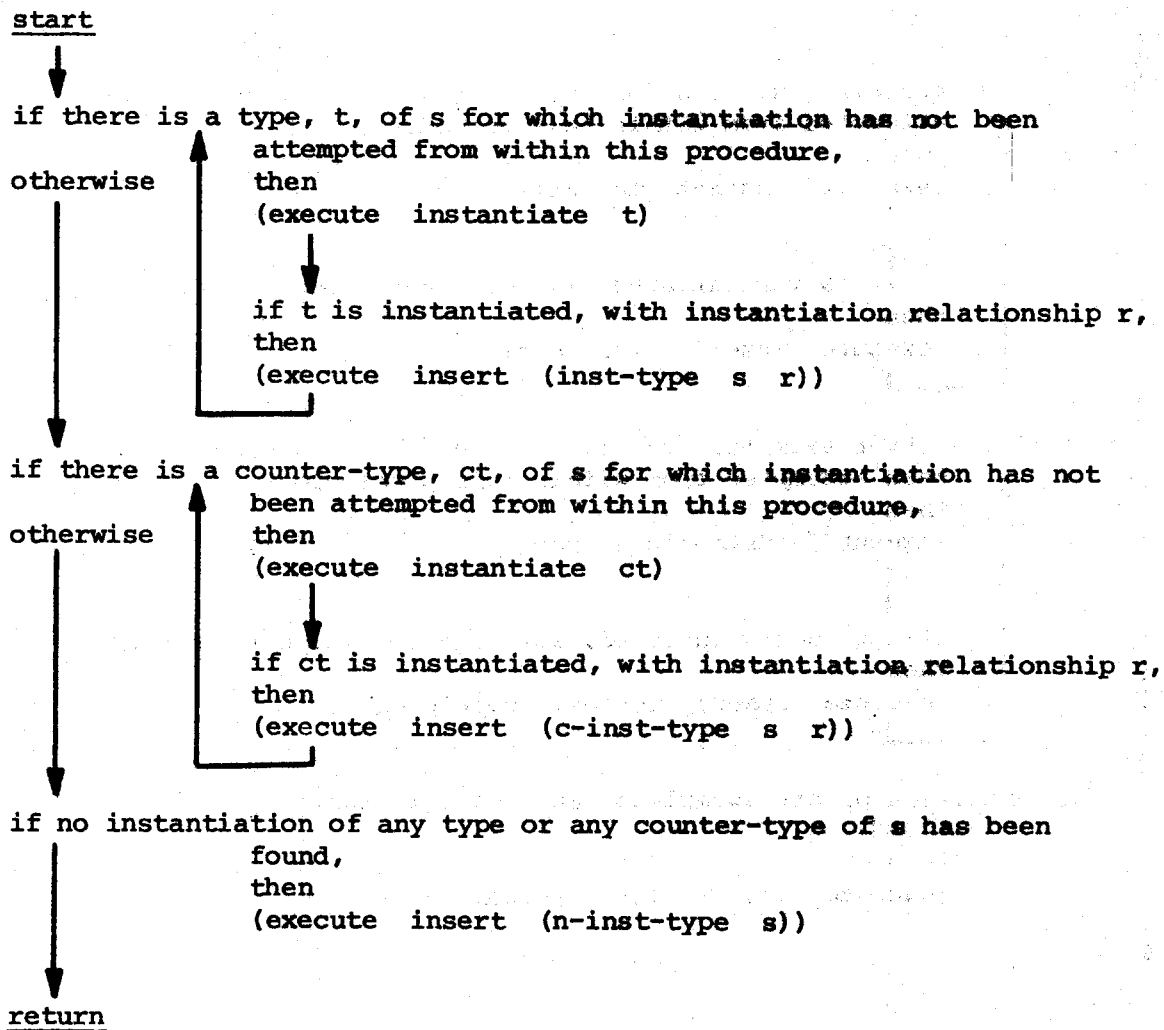 start
if there is a type, t, of s for which instantiation has not been
attempted from within this procedure,
otherwise then
(execute instantiate t)
if t is instantiated, with instantiation relationship r,
then
(execute insert (inst-type s r))
if there is a counter-type, ct, of s for which instantiation has not
been attempted from within this procedure,
otherwise then
(execute instantiate ct)
if ct is instantiated, with instantiation relationship r,
then
(execute insert (c-inst-type s r))
if no instantiation of any type or any counter-type of s has been
found,
then
(execute insert (n-inst-type s))
return